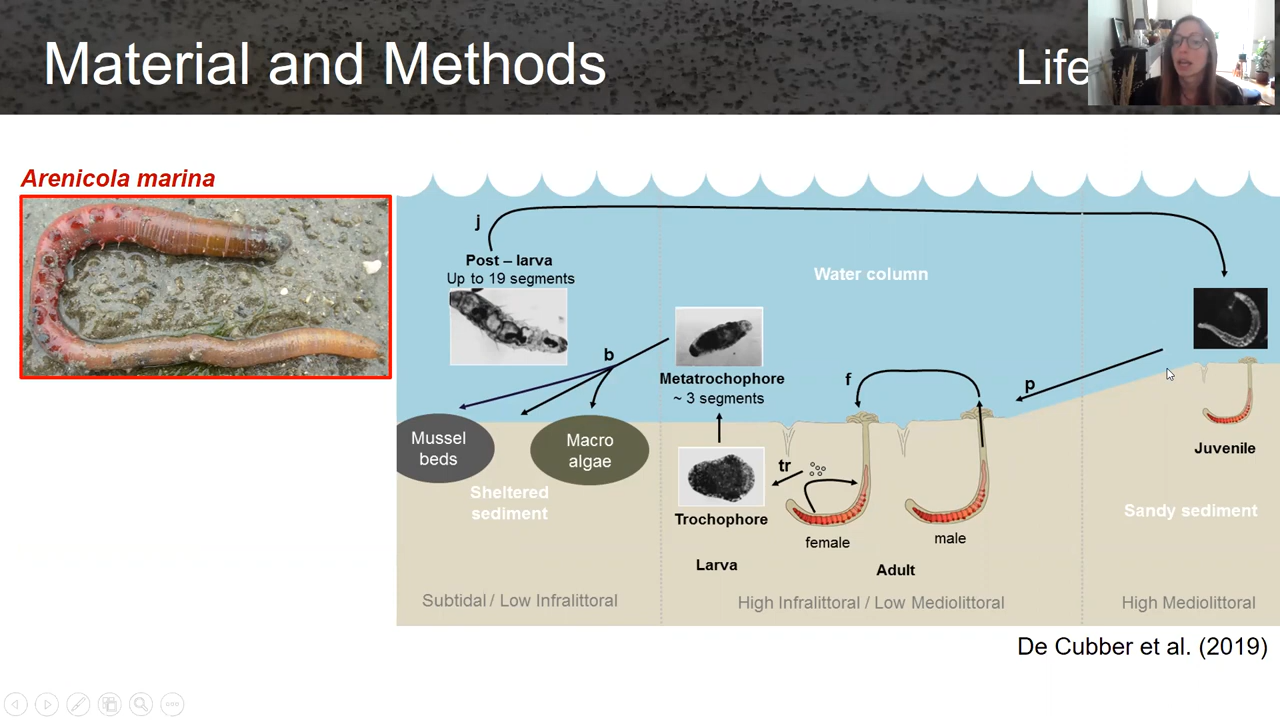 Material and Methods
Life
Arenicola marina
j
Post – larva
Up to 19 segments
Water column
b
Metatrochophore
~ 3 segments
f
p
Mussel
beds
Macro
algae
Juvenile
tr
Sheltered
sediment
Trochophore
Sandy sediment
female
male
Larva
Adult
Subtidal / Low Infralittoral
High Infralittoral / Low Mediolittoral
High Mediolittoral
De Cubber et al. (2019)